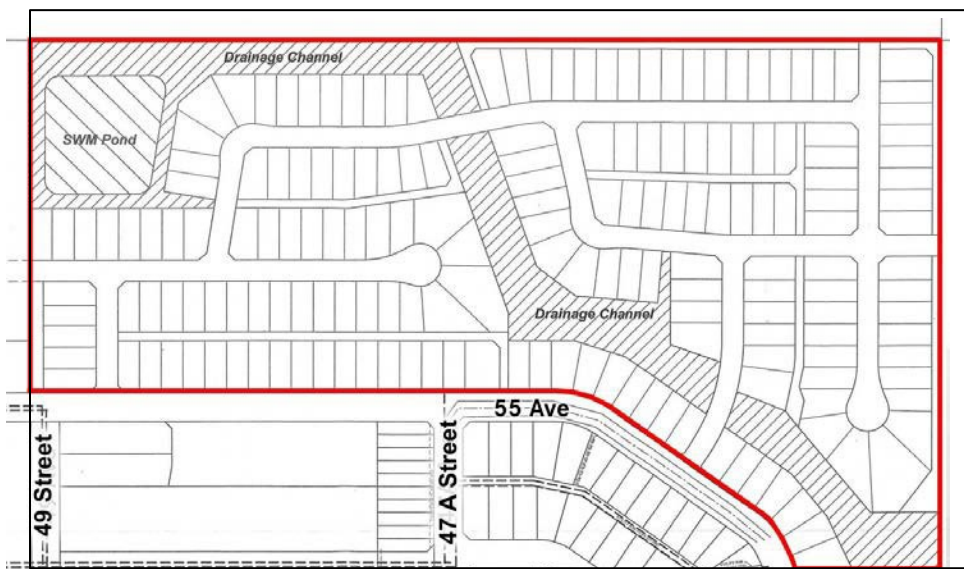 Drainage Channel
SWM Pond
Drainage Channel
55 Ave
49 Street
47 A Street